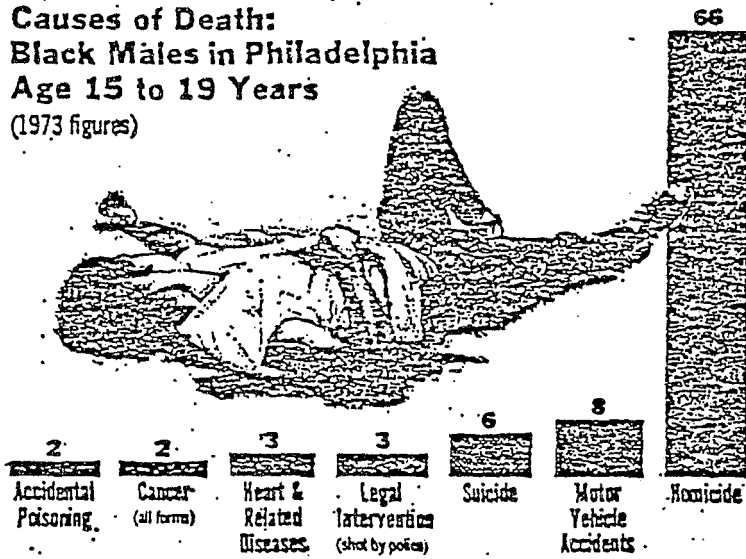 Causes of Death:
Black Males in Philadelphia
Age 15 to 19 Years
(1973 figures)
66
2
2
3
3
6
8
Accidental
Poisoning
Cancer
(all forms)
Heart &
Related
Diseases
Legal
Intervention
(shot by police)
Suicide
Motor
Vehicle
Accidents
Homicide